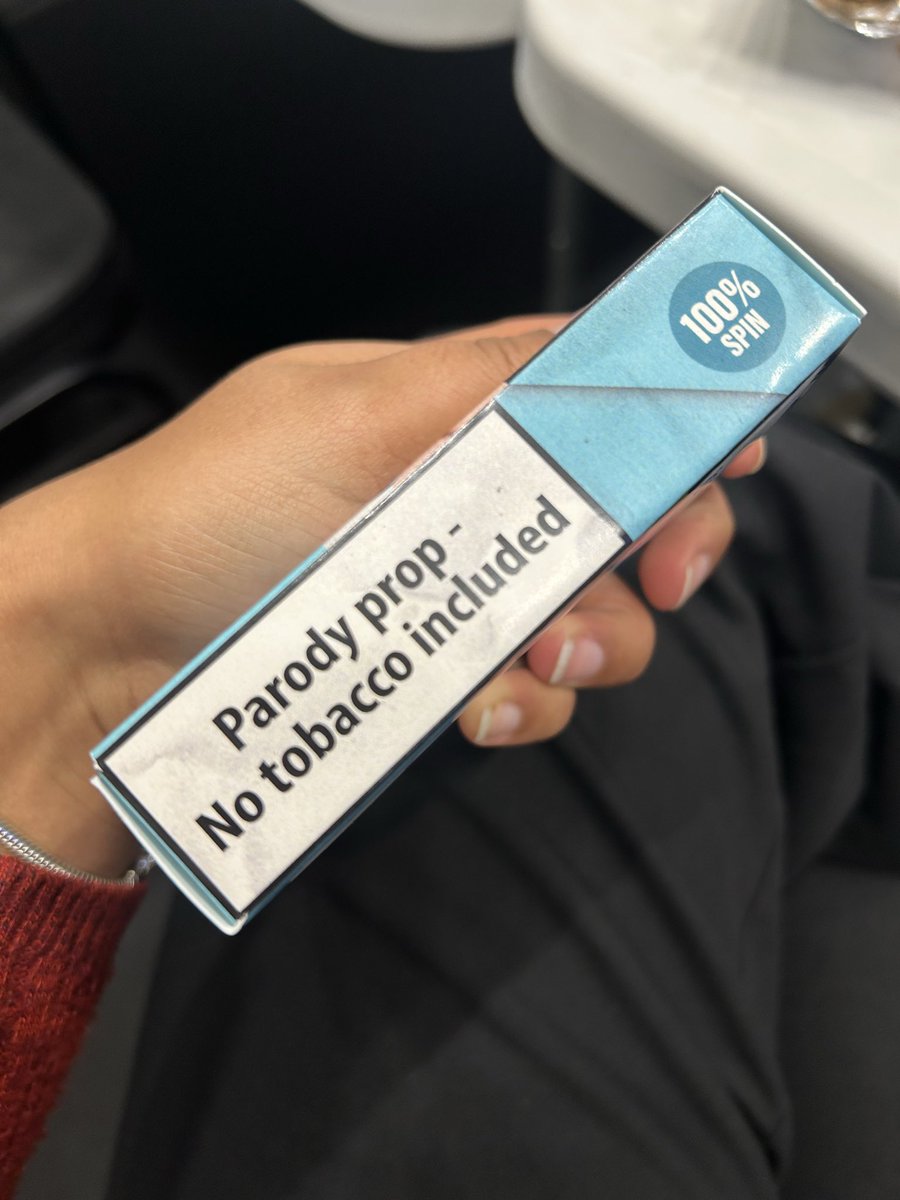 100%
SPIN
Parody prop -
No tobacco included